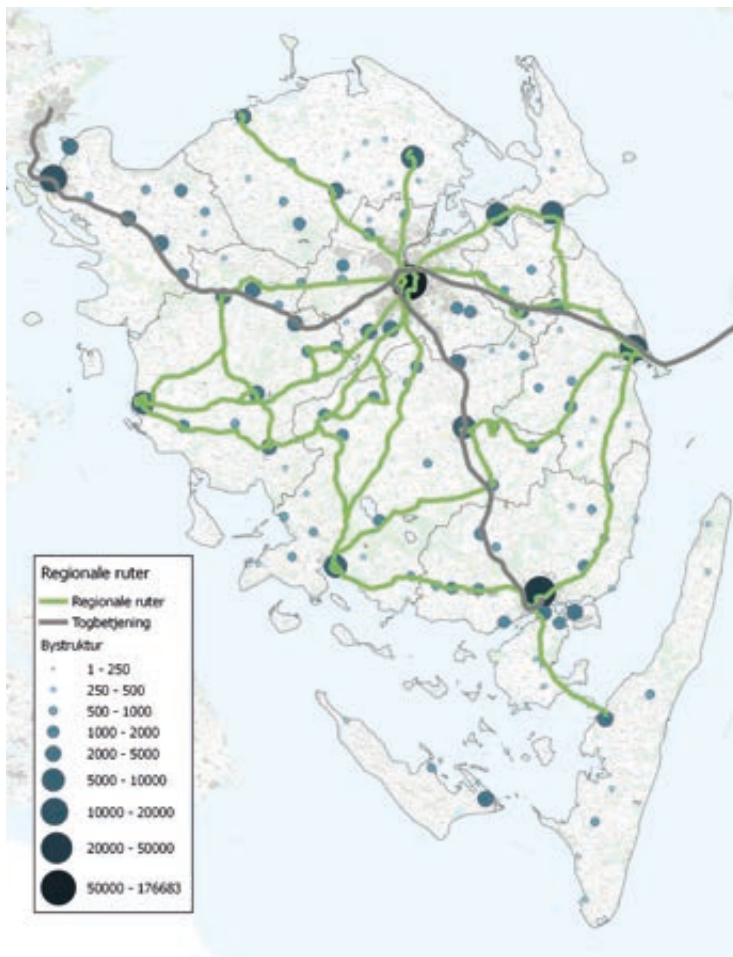 Regionale ruter
Regionale ruter
Togbetjening
Bystruktur
1 - 250
250 - 500
500 - 1000
1000 - 2000
2000 - 5000
5000 - 10000
10000 - 20000
20000 - 50000
50000 - 176683